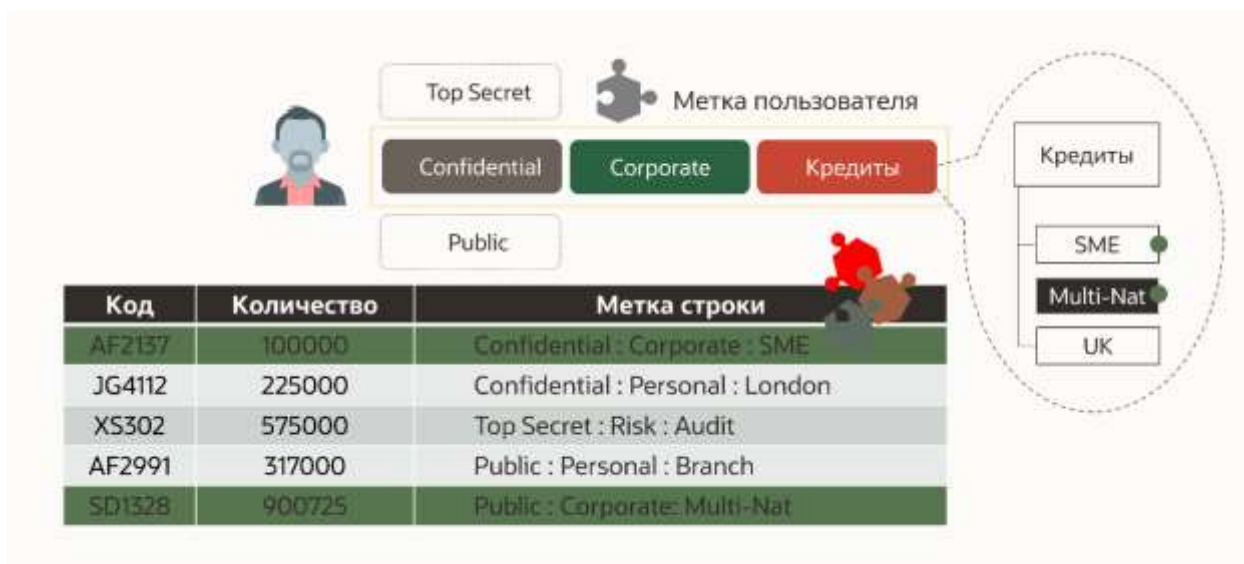 Top Secret
Метка пользователя
Confidential Corporate Кредиты
Public
Кредиты
SME
Multi-Nat
UK
Код Количество Метка строки
AF2137 100000 Confidential : Corporate : SME
JG4112 225000 Confidential : Personal : London
XS302 575000 Top Secret : Risk : Audit
AF2991 317000 Public : Personal : Branch
SD1328 900725 Public : Corporate: Multi-Nat